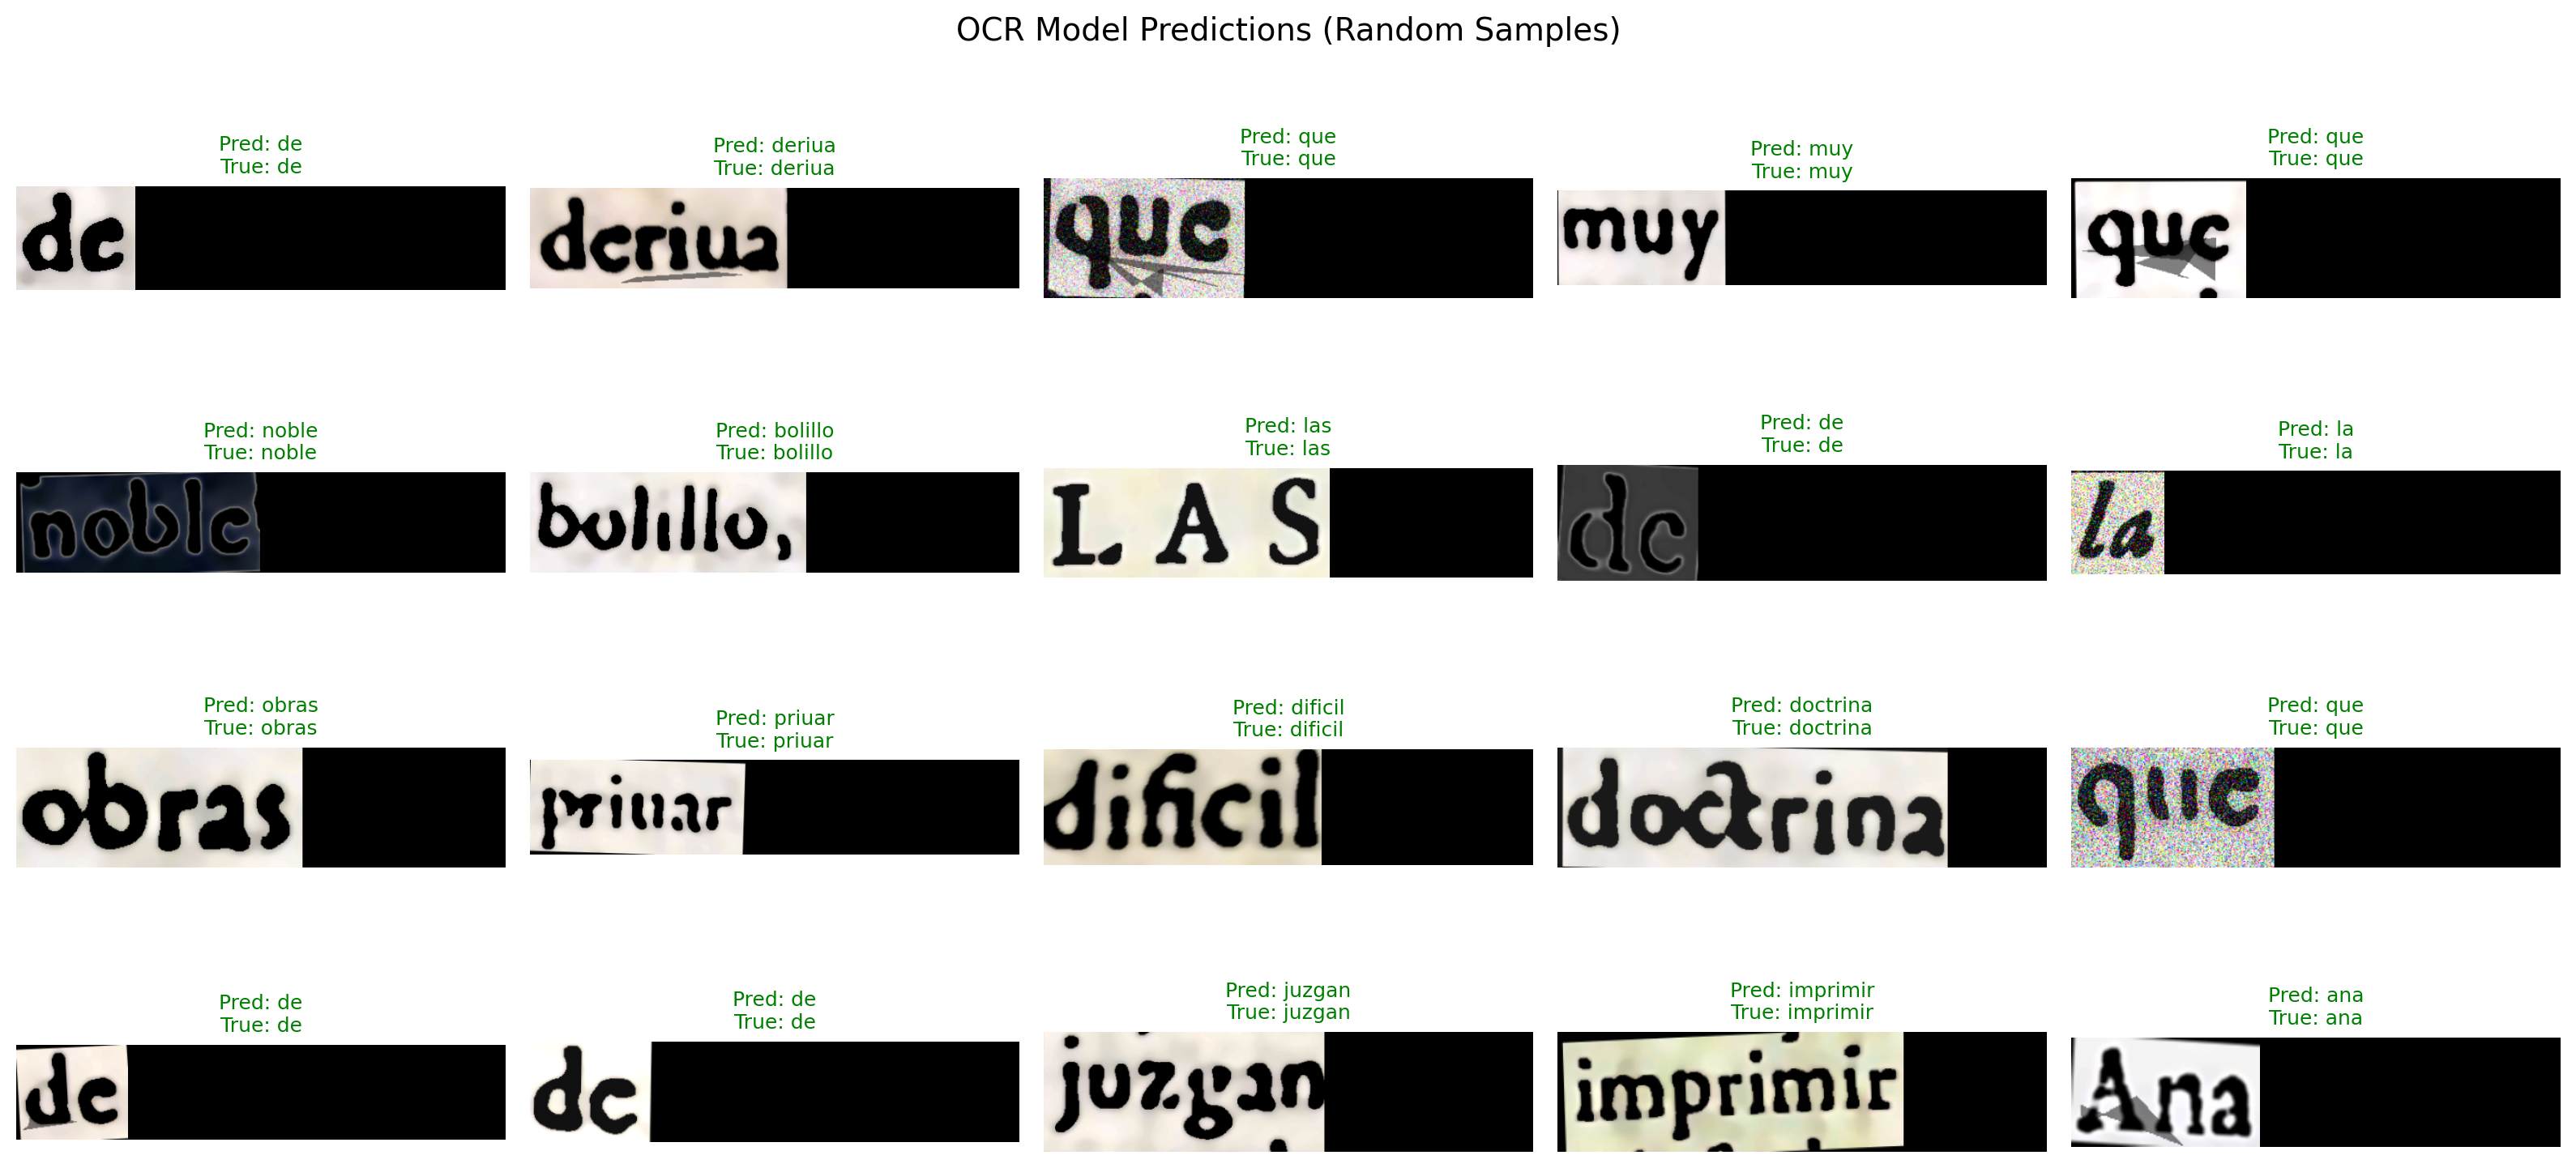 OCR Model Predictions (Random Samples)
Pred: de
True: de
de
Pred: deriua
True: deriua
deriua
Pred: que
True: que
que
Pred: muy
True: muy
muy
Pred: que
True: que
que
Pred: noble
True: noble
noble
Pred: bolillo
True: bolillo
bolillo,
Pred: las
True: las
LAS
Pred: de
True: de
de
Pred: la
True: la
la
Pred: obras
True: obras
obras
Pred: priuar
True: priuar
priuar
Pred: dificil
True: dificil
dificil
Pred: doctrina
True: doctrina
doctrina
Pred: que
True: que
que
Pred: de
True: de
de
Pred: de
True: de
de
Pred: juzgan
True: juzgan
juzgan
Pred: imprimir
True: imprimir
imprimir
Pred: ana
True: ana
Ana